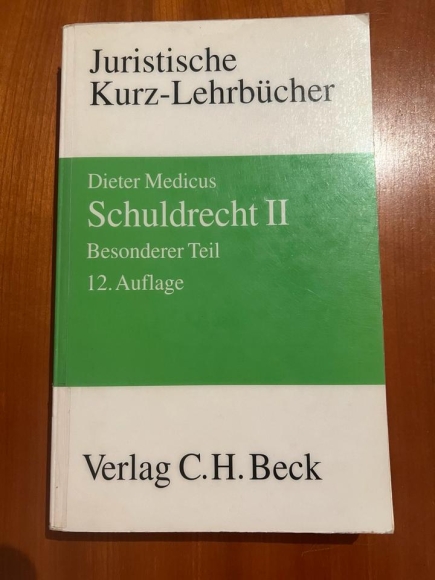 Juristische
Kurz-Lehrbücher
Dieter Medicus
Schuldrecht II
Besonderer Teil
12. Auflage
Verlag C.H. Beck